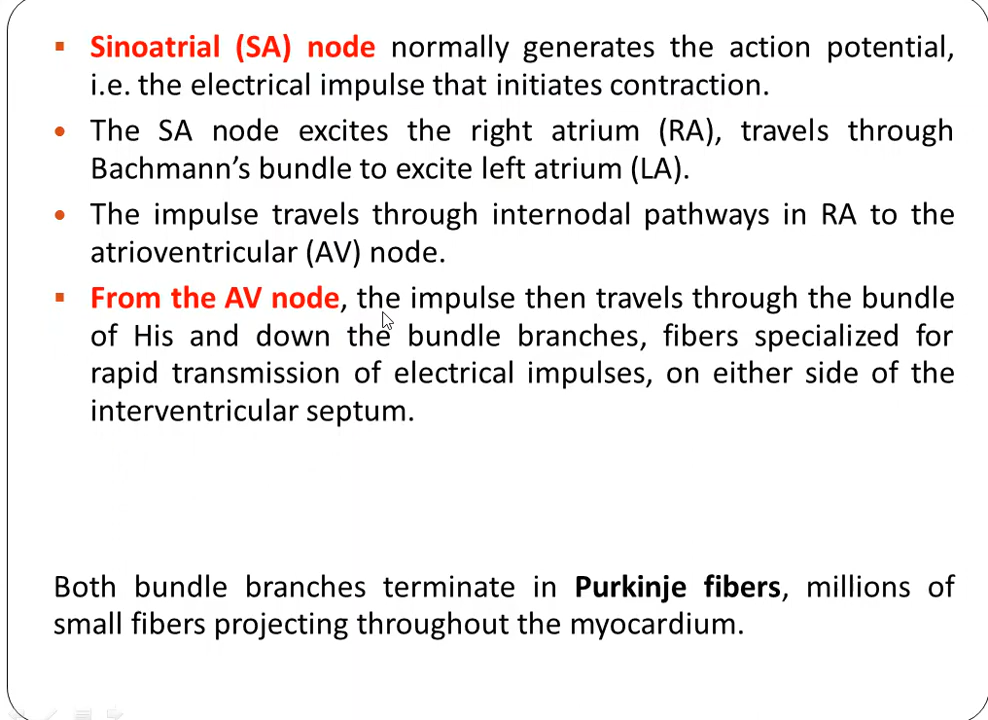 ▪ Sinoatrial (SA) node normally generates the action potential,
i.e. the electrical impulse that initiates contraction.
• The SA node excites the right atrium (RA), travels through
Bachmann’s bundle to excite left atrium (LA).
• The impulse travels through internodal pathways in RA to the
atrioventricular (AV) node.
▪ From the AV node, the impulse then travels through the bundle
of His and down the bundle branches, fibers specialized for
rapid transmission of electrical impulses, on either side of the
interventricular septum.
Both bundle branches terminate in Purkinje fibers, millions of
small fibers projecting throughout the myocardium.